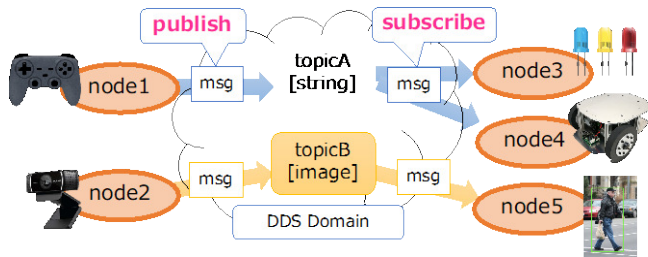 publish
subscribe
topicA
[string]
node1
msg
msg
node3
node4
topicB
[image]
node2
msg
msg
node5
DDS Domain